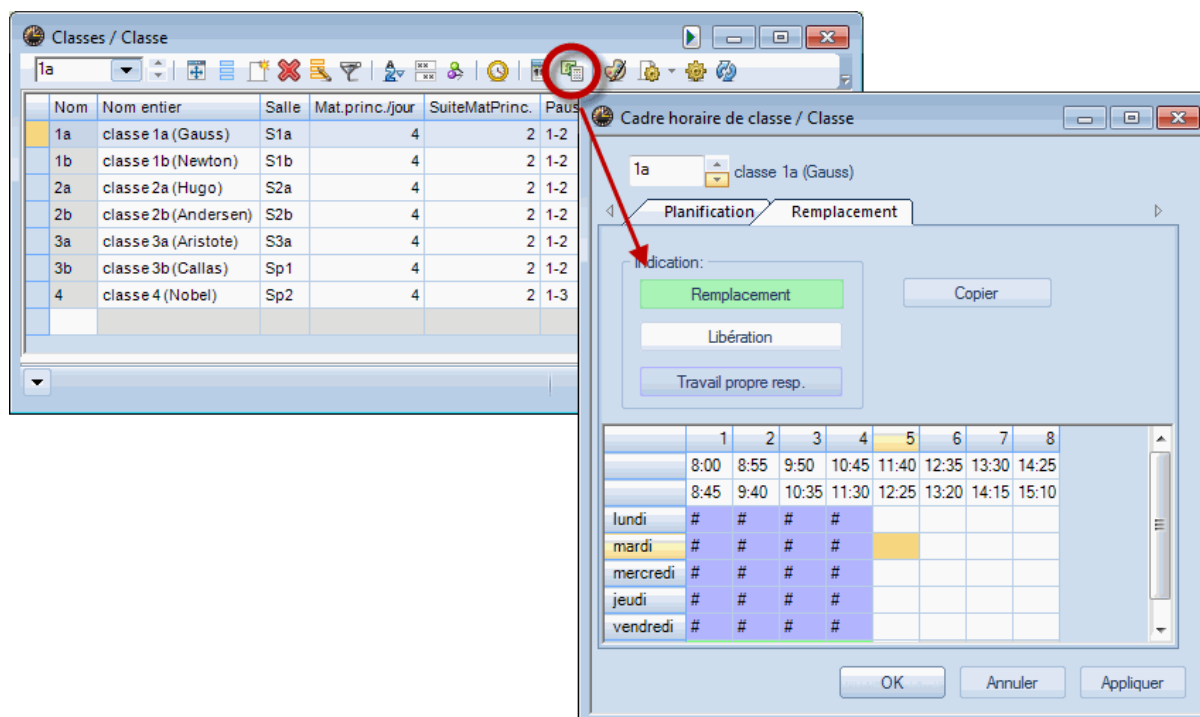 Classes / Classe
1a
Nom Nom entier Salle Mat.princ./jour SuiteMatPrinc. Paus
1a classe 1a (Gauss) S1a 4 2 1-2
1b classe 1b (Newton) S1b 4 2 1-2
2a classe 2a (Hugo) S2a 4 2 1-2
2b classe 2b (Andersen) S2b 4 2 1-2
3a classe 3a (Aristote) S3a 4 2 1-2
3b classe 3b (Callas) Sp1 4 2 1-2
4 classe 4 (Nobel) Sp2 4 2 1-3
Cadre horaire de classe / Classe
1a classe 1a (Gauss)
Planification Remplacement
Indication:
Remplacement Copier
Libération
Travail propre resp.
1 2 3 4 5 6 7 8
8:00 8:55 9:50 10:45 11:40 12:35 13:30 14:25
8:45 9:40 10:35 11:30 12:25 13:20 14:15 15:10
lundi # # # #
mardi # # # #
mercredi # # # #
jeudi # # # #
vendredi # # # #
OK Annuler Appliquer